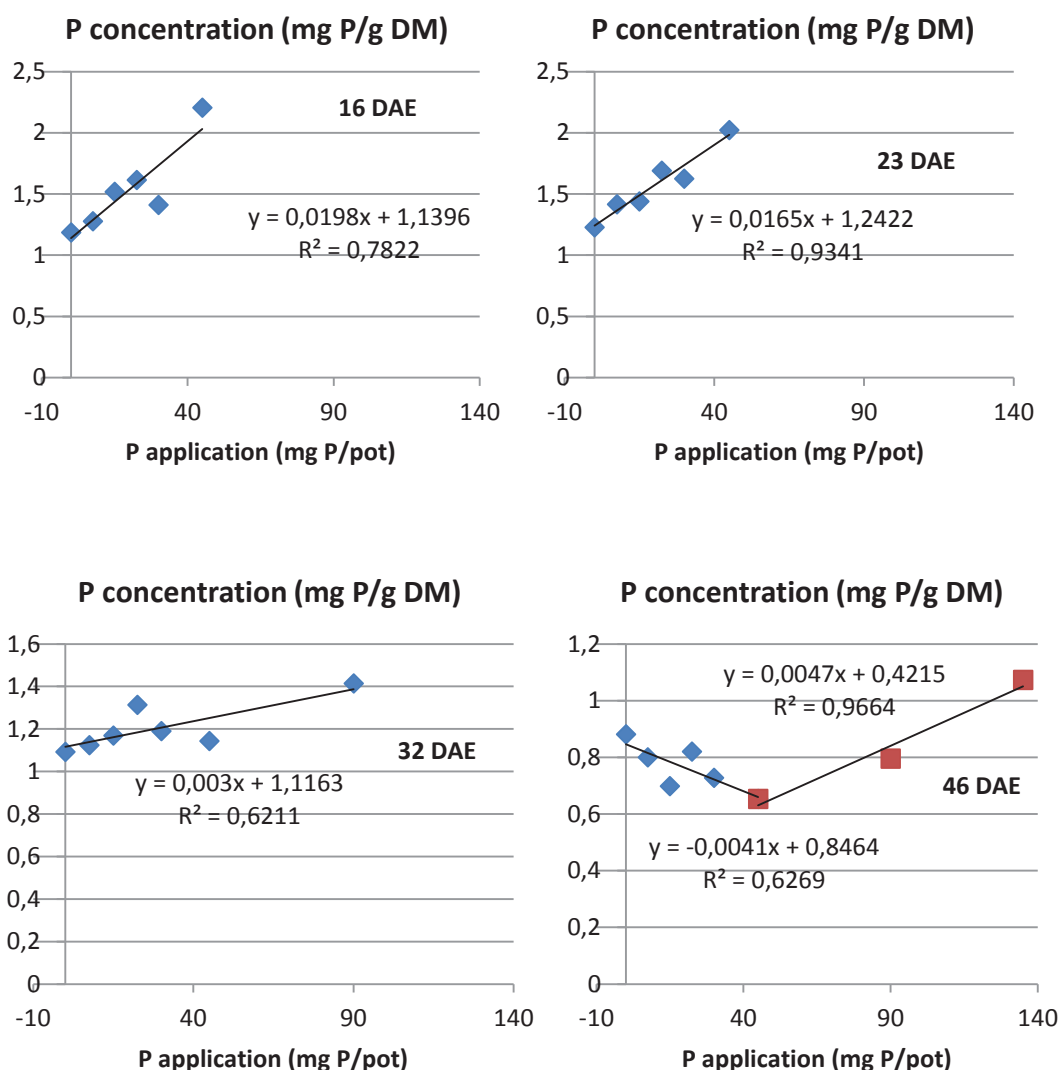 P concentration (mg P/g DM)
2,5
2
1,5
1
0,5
0
16 DAE
y = 0,0198x + 1,1396
R² = 0,7822
-10
40
90
140
P application (mg P/pot)
P concentration (mg P/g DM)
2,5
2
1,5
1
0,5
0
23 DAE
y = 0,0165x + 1,2422
R² = 0,9341
-10
40
90
140
P application (mg P/pot)
P concentration (mg P/g DM)
1,6
1,4
1,2
1
0,8
0,6
0,4
0,2
0
32 DAE
y = 0,003x + 1,1163
R² = 0,6211
-10
40
90
140
P application (mg P/pot)
P concentration (mg P/g DM)
1,2
1
0,8
0,6
0,4
0,2
0
y = 0,0047x + 0,4215
R² = 0,9664
46 DAE
y = -0,0041x + 0,8464
R² = 0,6269
-10
40
90
140
P application (mg P/pot)